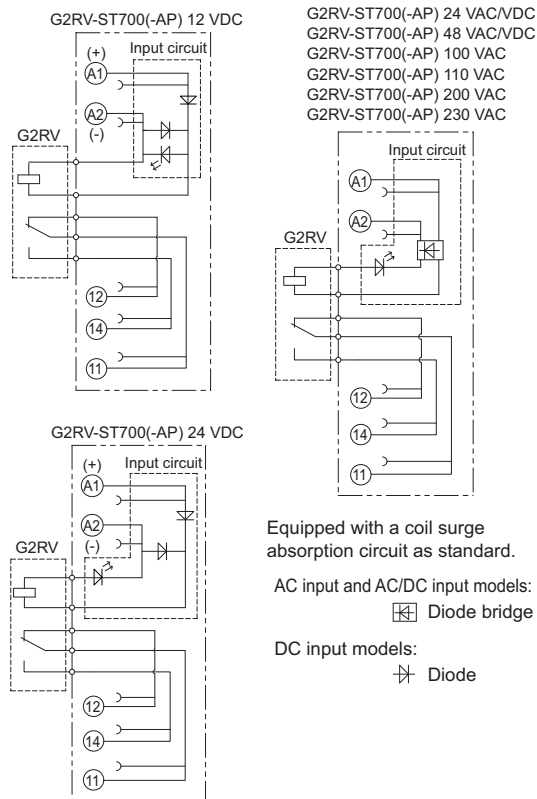 G2RV-ST700(-AP) 12 VDC
(+)
Input circuit
A1
A2
(-)
G2RV
12
14
11
G2RV-ST700(-AP) 24 VAC/VDC
G2RV-ST700(-AP) 48 VAC/VDC
G2RV-ST700(-AP) 100 VAC
G2RV-ST700(-AP) 110 VAC
G2RV-ST700(-AP) 200 VAC
G2RV-ST700(-AP) 230 VAC
Input circuit
A1
A2
G2RV
12
14
11
G2RV-ST700(-AP) 24 VDC
(+)
Input circuit
A1
A2
(-)
G2RV
12
14
11
Equipped with a coil surge
absorption circuit as standard.
AC input and AC/DC input models:
Diode bridge
DC input models:
Diode